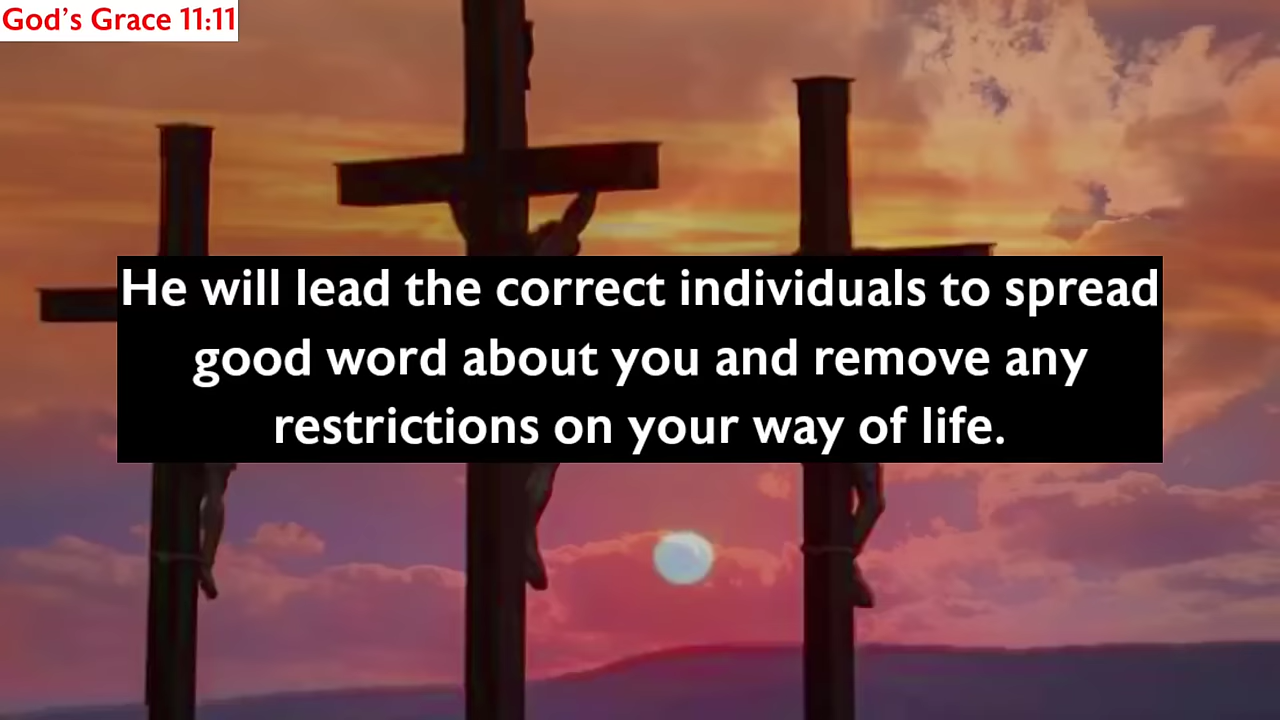 God's Grace 11:11
He will lead the correct individuals to spread
good word about you and remove any
restrictions on your way of life.